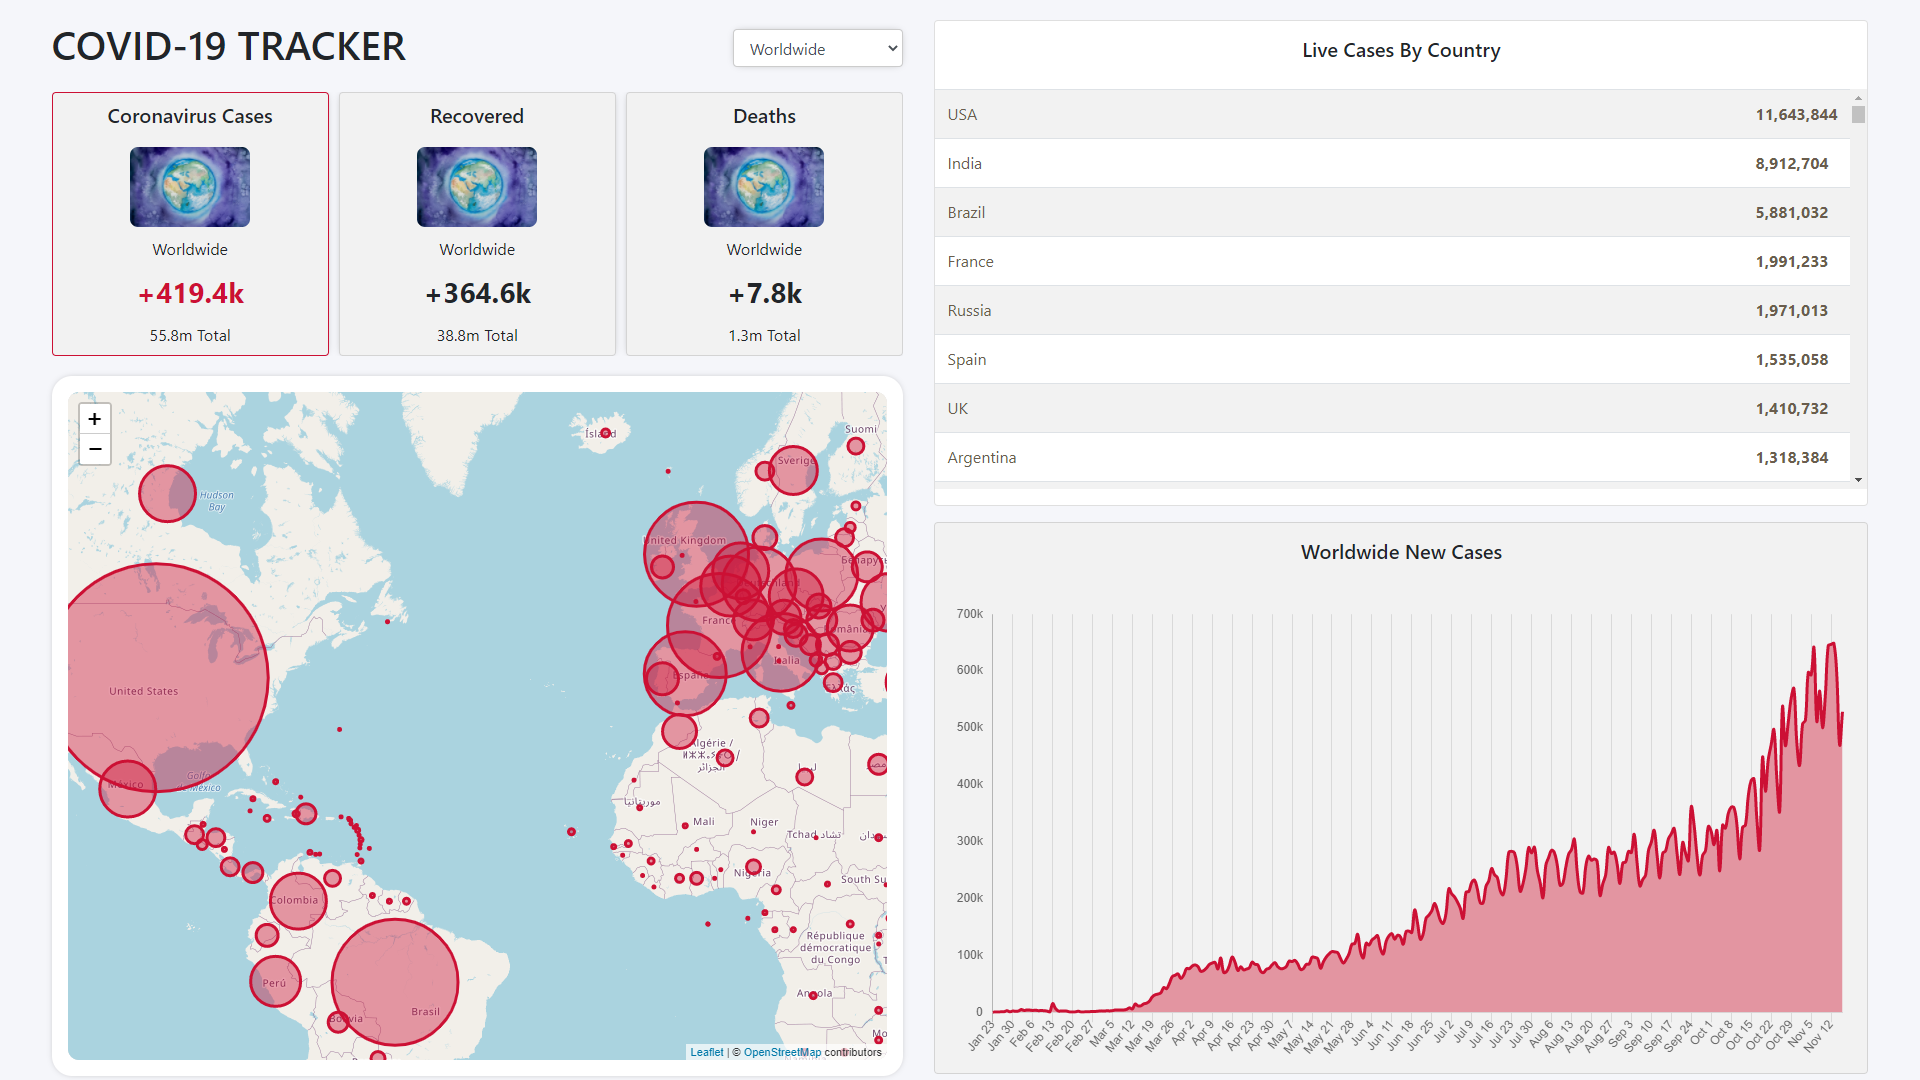 COVID-19 TRACKER
Worldwide
Coronavirus Cases
Worldwide
+419.4k
55.8m Total
Recovered
Worldwide
+364.6k
38.8m Total
Deaths
Worldwide
+7.8k
1.3m Total
+
−
Ísland
Suomi
Sverige
Hudson
Bay
United Kingdom
Беларусь
Deutschland
France
România
Italia
España
Ελλάς
United States
México
Golfo
de México
Algérie /
الجزائر
ليبيا
مصر
موريتانيا
Mali
Niger
Tchad تشاد
Nigeria
South Su
Colombia
République
démocratique
du Congo
Perú
Brasil
Bolivia
Angola
Leaflet | © OpenStreetMap contributors
Live Cases By Country
USA 11,643,844
India 8,912,704
Brazil 5,881,032
France 1,991,233
Russia 1,971,013
Spain 1,535,058
UK 1,410,732
Argentina 1,318,384
Worldwide New Cases
700k
600k
500k
400k
300k
200k
100k
0
Jan 23
Jan 30
Feb 6
Feb 13
Feb 20
Feb 27
Mar 5
Mar 12
Mar 19
Mar 26
Apr 2
Apr 9
Apr 16
Apr 23
Apr 30
May 7
May 14
May 21
May 28
Jun 4
Jun 11
Jun 18
Jun 25
Jul 2
Jul 9
Jul 16
Jul 23
Jul 30
Aug 6
Aug 13
Aug 20
Aug 27
Sep 3
Sep 10
Sep 17
Sep 24
Oct 1
Oct 8
Oct 15
Oct 22
Oct 29
Nov 5
Nov 12